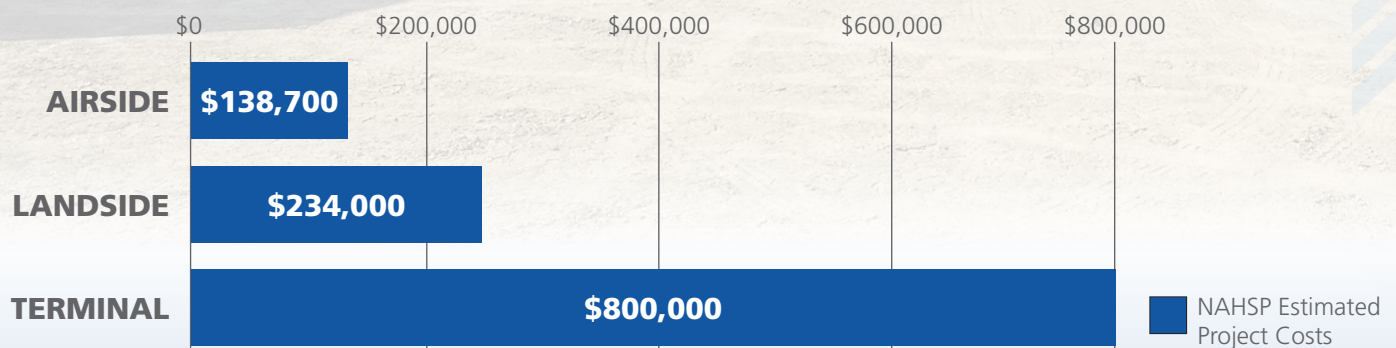 $0 $200,000 $400,000 $600,000 $800,000
AIRSIDE $138,700
LANDSIDE $234,000
TERMINAL $800,000
NAHSP Estimated
Project Costs